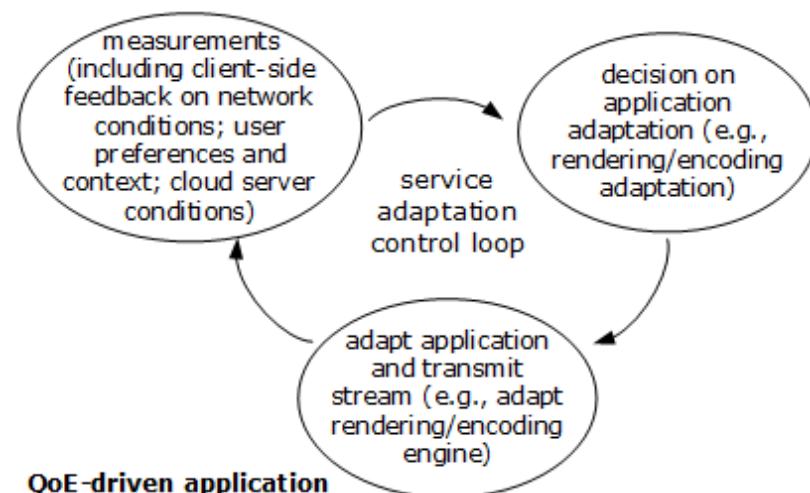 measurements
(including client-side
feedback on network
conditions; user
preferences and
context; cloud server
conditions)
decision on
application
adaptation (e.g.,
rendering/encoding
adaptation)
service
adaptation
control loop
adapt application
and transmit
stream (e.g., adapt
rendering/encoding
engine)
QoE-driven application